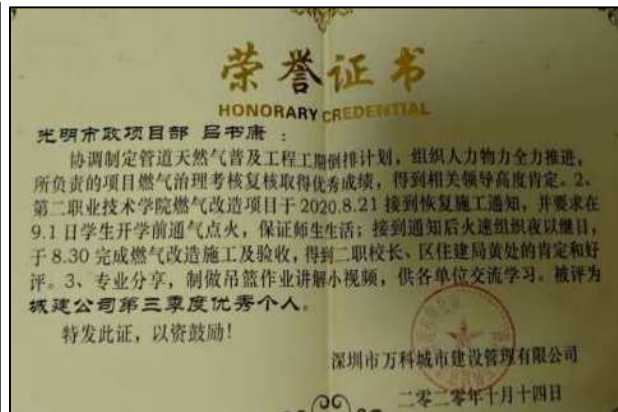 荣誉证书
HONORARY CREDENTIAL
光明市政项目部 吕书康：
协调制定管道天然气普及工程工期倒排计划，组织人力物力全力推进，
所负责的项目燃气治理考核复核取得优秀成绩，得到相关领导高度肯定。2、
第二职业技术学院燃气改造项目于2020.8.21接到恢复施工通知，并要求在
9.1日学生开学前通气点火，保证师生生活；接到通知后火速组织夜以继日，
于8.30完成燃气改造施工及验收，得到二职校长、区住建局黄处的肯定和好
评。3、专业分享，制做吊篮作业讲解小视频，供各单位交流学习。被评为
城建公司第三季度优秀个人。
特发此证，以资鼓励！
深圳市万科城市建设管理有限公司
二零二零年十月十四日